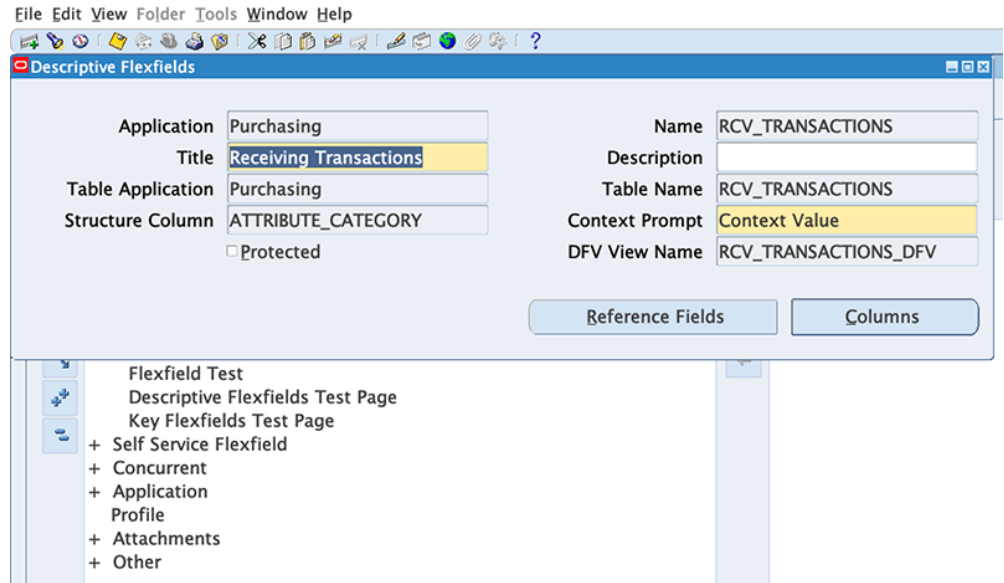 File Edit View Folder Tools Window Help
?
Descriptive Flexfields
Application Purchasing Name RCV_TRANSACTIONS
Title Receiving Transactions Description
Table Application Purchasing Table Name RCV_TRANSACTIONS
Structure Column ATTRIBUTE_CATEGORY Context Prompt Context Value
Protected DFV View Name RCV_TRANSACTIONS_DFV
Reference Fields Columns
Flexfield Test
Descriptive Flexfields Test Page
Key Flexfields Test Page
+ Self Service Flexfield
+ Concurrent
+ Application
Profile
+ Attachments
+ Other